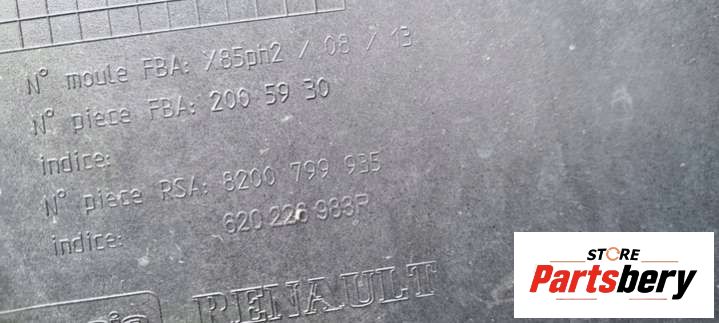 N° moule FBA: X85ph2 / 08 / 13
N° piece FBA: 200 59 30
indice:
N° piece RSA: 8200 799 935
indice: 620 226 983R
RENAULT
STORE
Partsbery